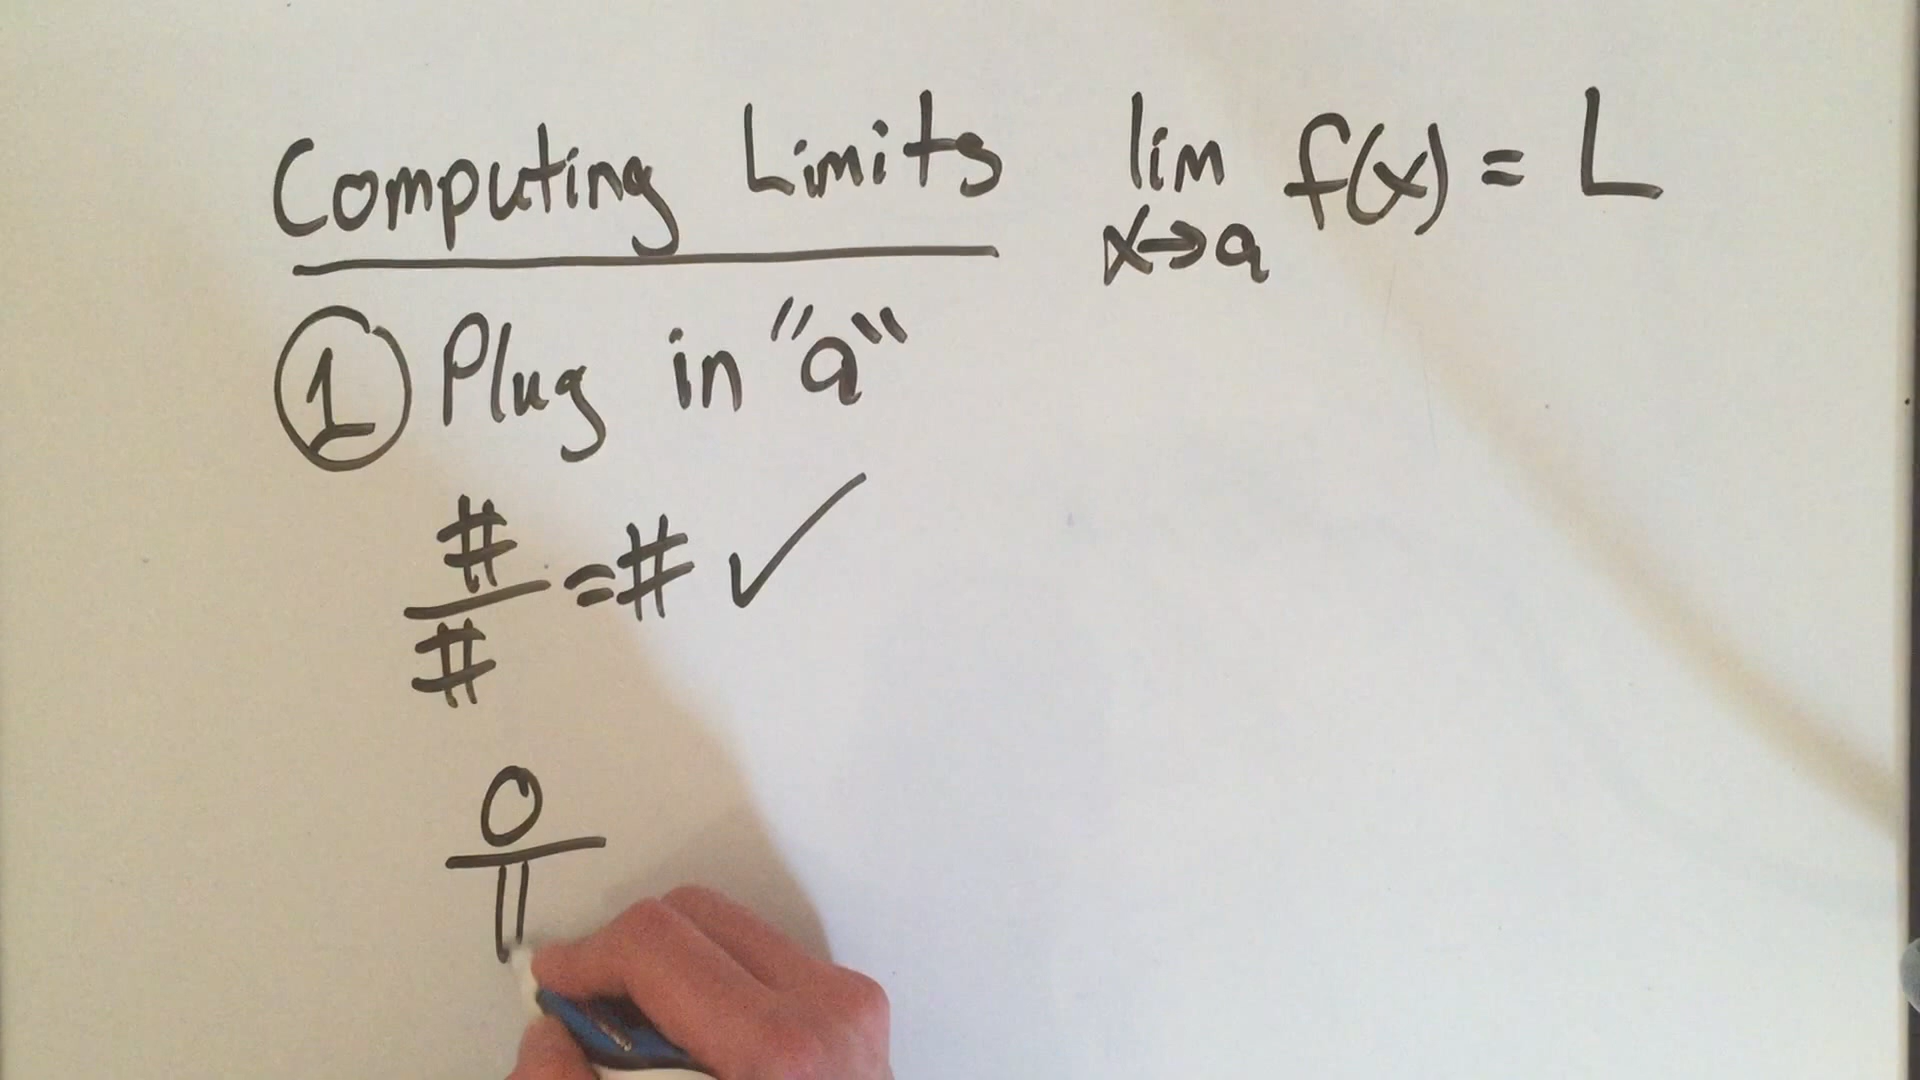 Computing Limits lim f(x) = L
x→a
① Plug in "a"
# = # ✓
#
0